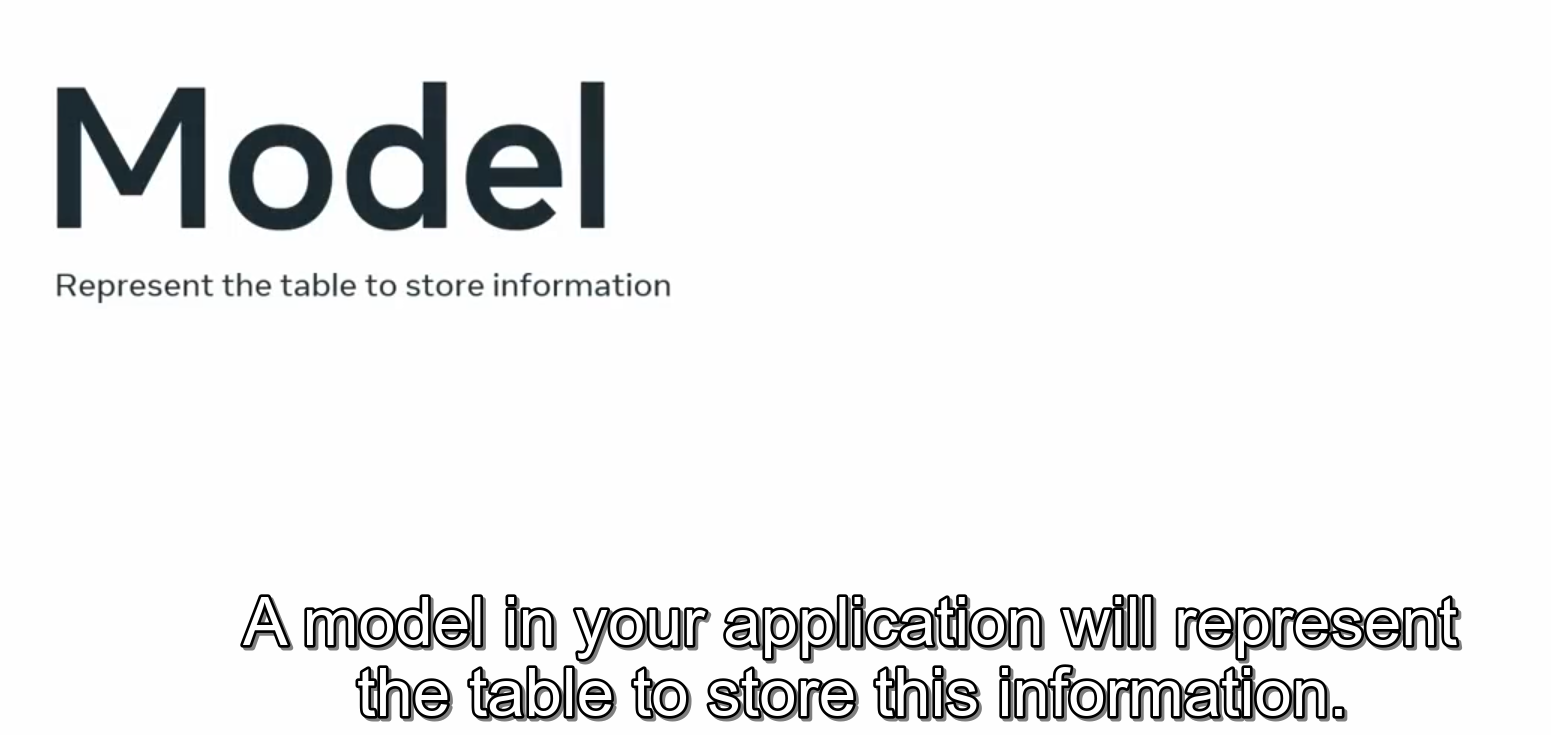 Model
Represent the table to store information
A model in your application will represent
the table to store this information.